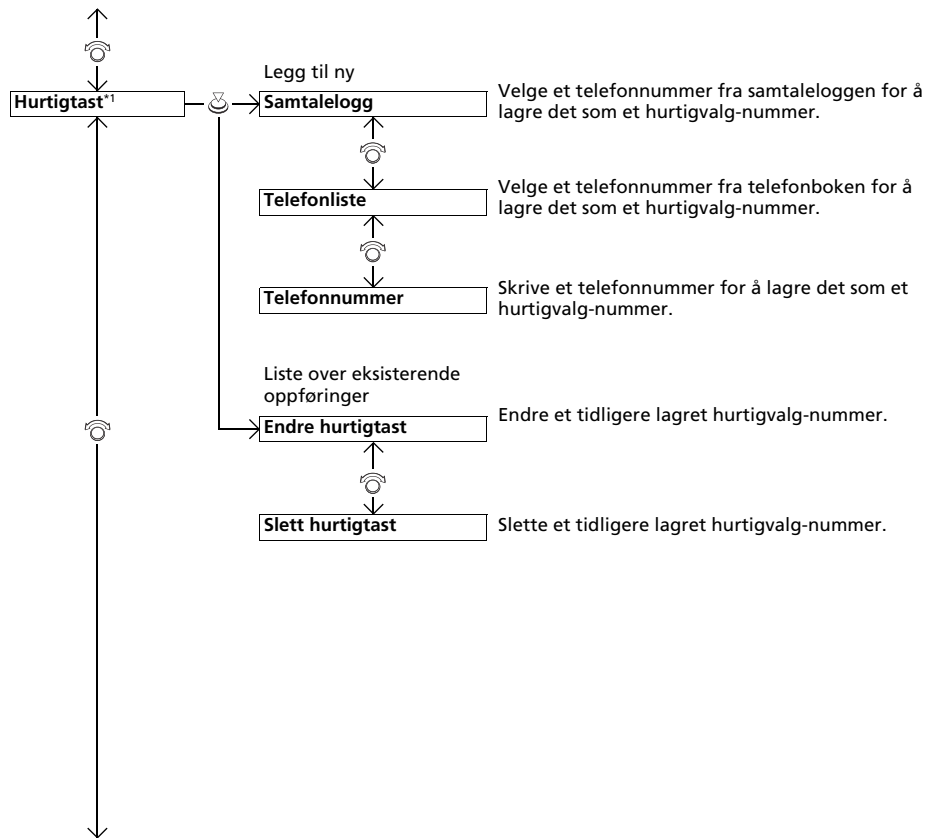 Legg til ny
Hurtigtast*1
Samtalelogg
Velge et telefonnummer fra samtaleloggen for å
lagre det som et hurtigvalg-nummer.
Telefonliste
Velge et telefonnummer fra telefonboken for å
lagre det som et hurtigvalg-nummer.
Telefonnummer
Skrive et telefonnummer for å lagre det som et
hurtigvalg-nummer.
Liste over eksisterende
oppføringer
Endre hurtigtast
Endre et tidligere lagret hurtigvalg-nummer.
Slett hurtigtast
Slette et tidligere lagret hurtigvalg-nummer.